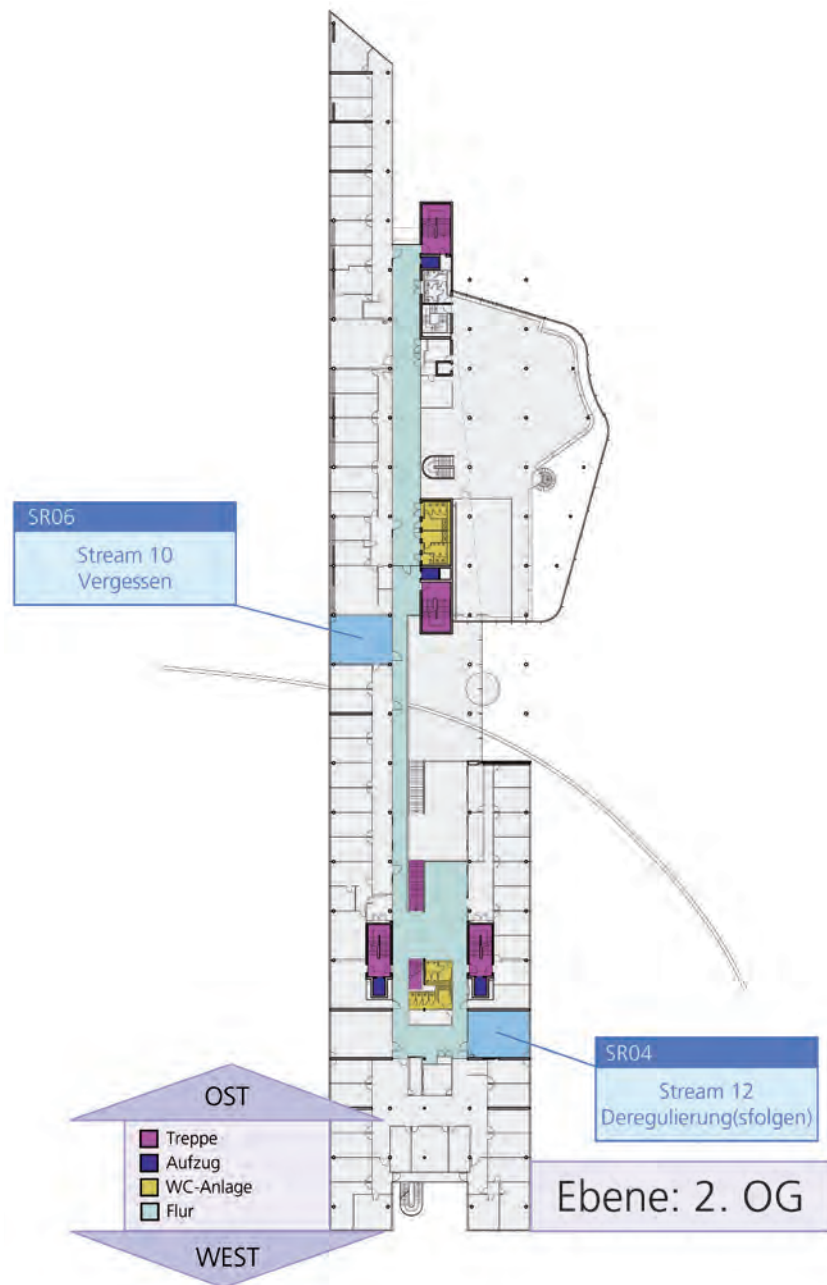 SR06
Stream 10
Vergessen
SR04
Stream 12
Deregulierung(sfolgen)
OST
Treppe
Aufzug
WC-Anlage
Flur
WEST
Ebene: 2. OG